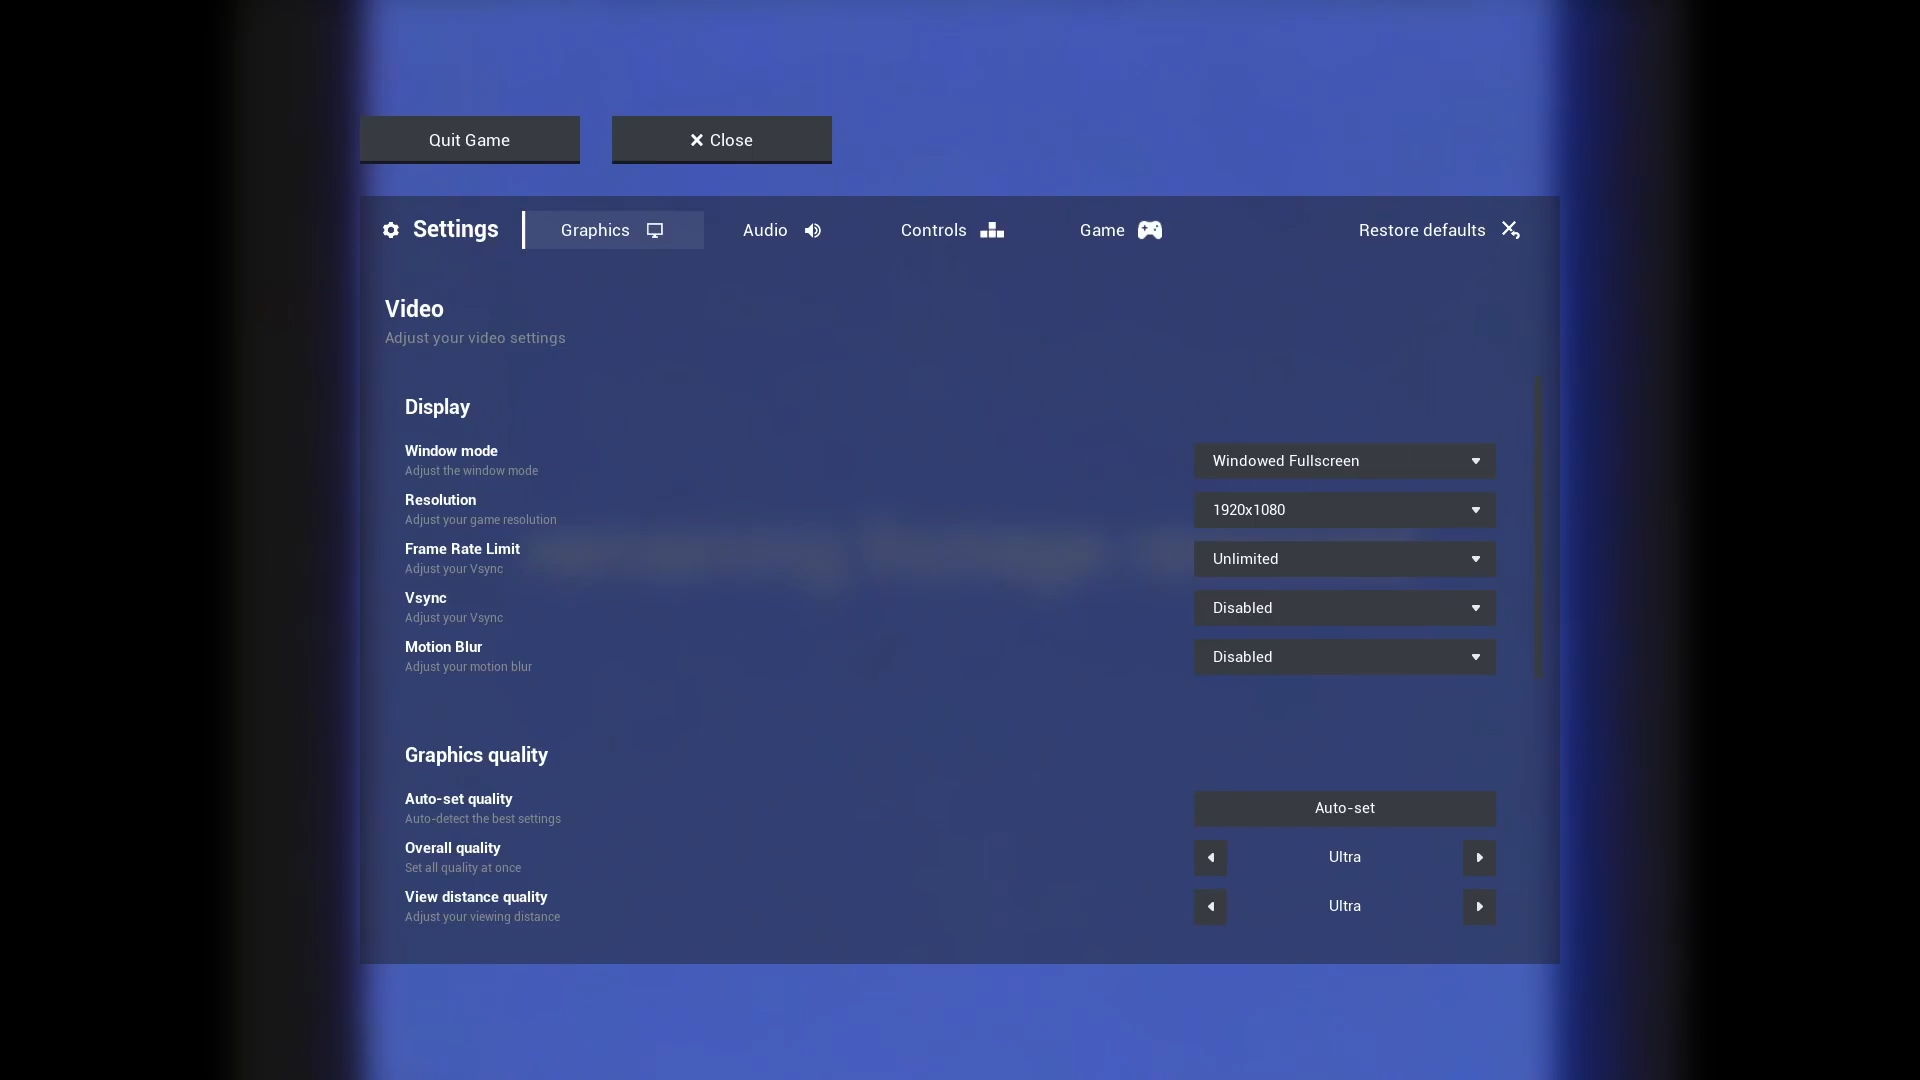 Quit Game
Close
Settings
Graphics
Audio
Controls
Game
Restore defaults
Video
Adjust your video settings
Display
Window mode
Adjust the window mode
Windowed Fullscreen
Resolution
Adjust your game resolution
1920x1080
Frame Rate Limit
Adjust your Vsync
Unlimited
Vsync
Adjust your Vsync
Disabled
Motion Blur
Adjust your motion blur
Disabled
Graphics quality
Auto-set quality
Auto-detect the best settings
Auto-set
Overall quality
Set all quality at once
Ultra
View distance quality
Adjust your viewing distance
Ultra